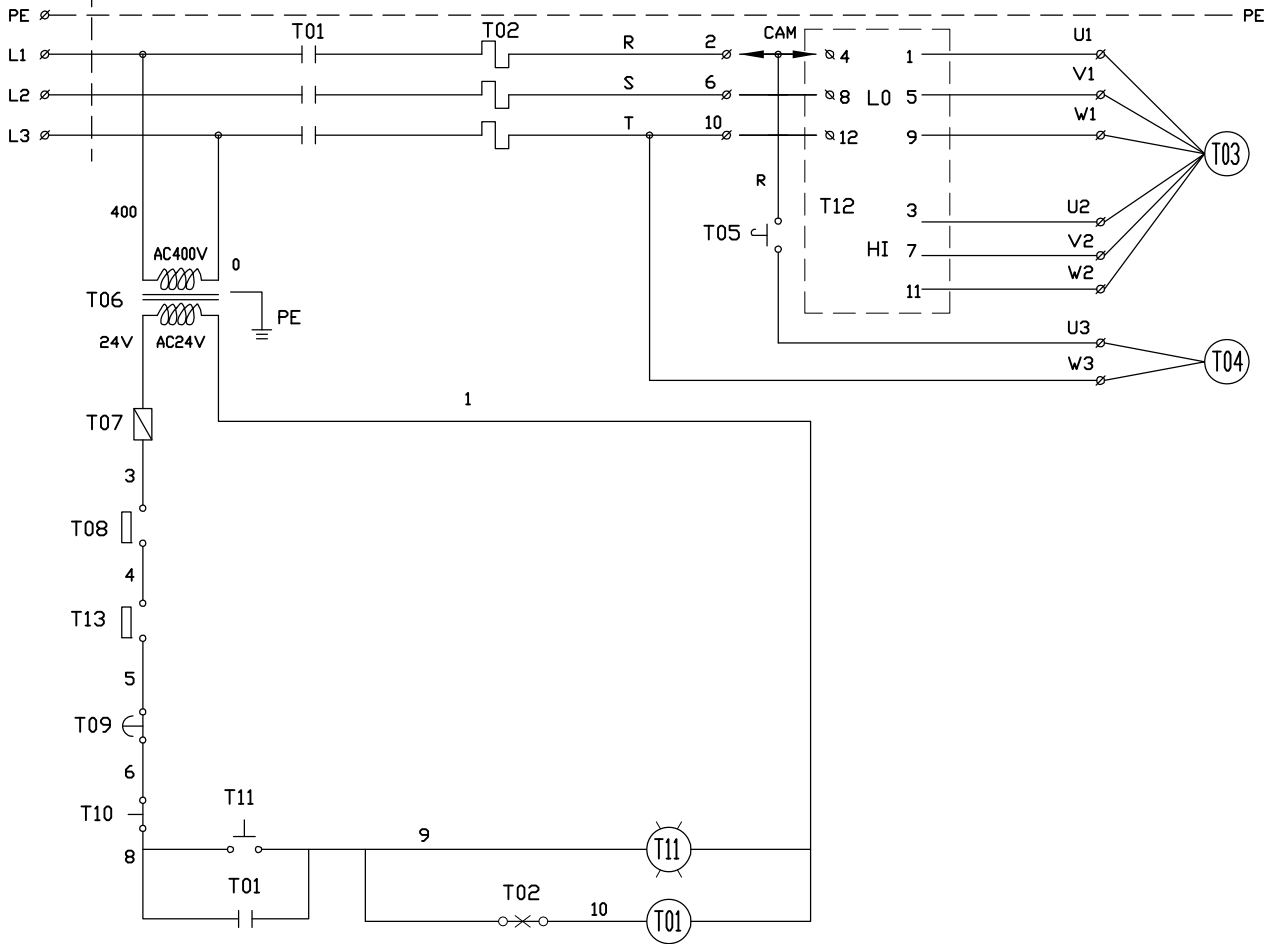 PE PE
L1 T01 T02 R 2 CAM 4 1 U1
L2 S 6 8 LO 5 V1
L3 T 10 12 9 W1
T03
R
400
T12 3 U2
T05 HI 7 V2
AC400V 0
11 W2
T06
PE
24V AC24V
U3
W3
T04
1
T07
3
T08
4
T13
5
T09
6
T10
T11
8
9
T11
T01
T02 10 T01